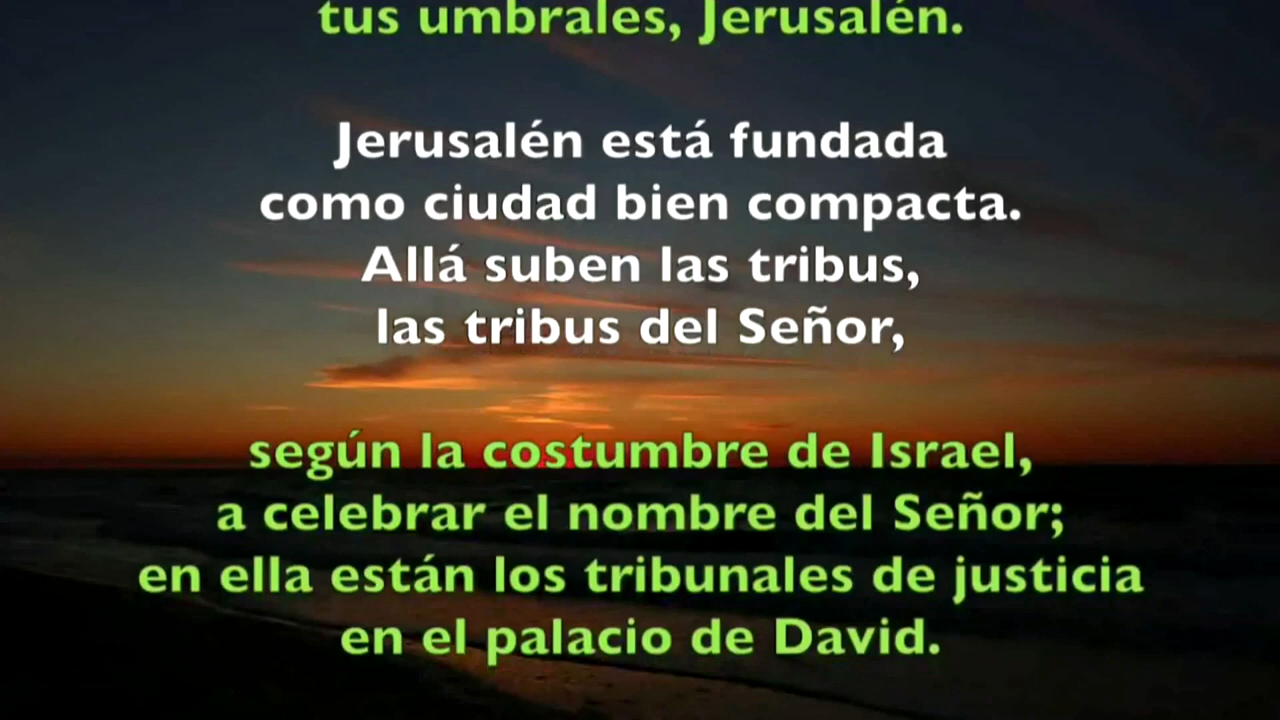 tus umbrales, Jerusalén.
Jerusalén está fundada
como ciudad bien compacta.
Allá suben las tribus,
las tribus del Señor,
según la costumbre de Israel,
a celebrar el nombre del Señor;
en ella están los tribunales de justicia
en el palacio de David.